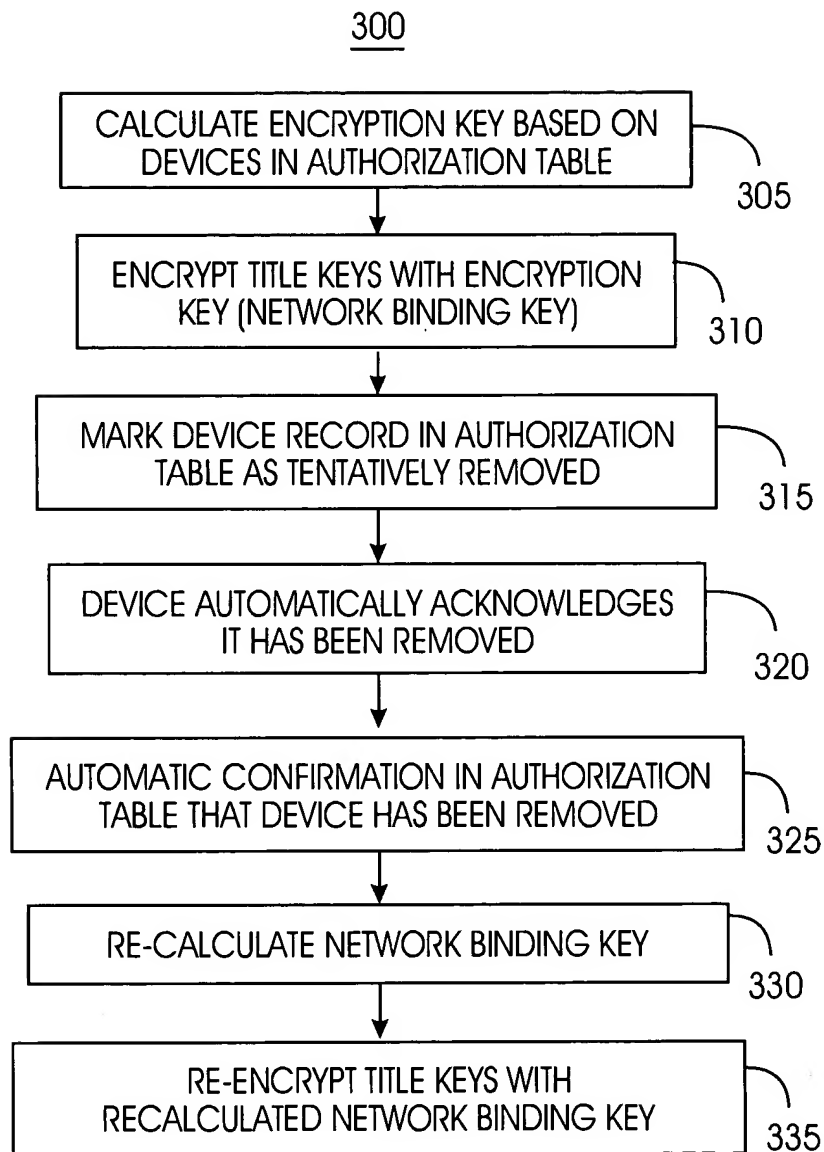 300
CALCULATE ENCRYPTION KEY BASED ON
DEVICES IN AUTHORIZATION TABLE
305
ENCRYPT TITLE KEYS WITH ENCRYPTION
KEY (NETWORK BINDING KEY)
310
MARK DEVICE RECORD IN AUTHORIZATION
TABLE AS TENTATIVELY REMOVED
315
DEVICE AUTOMATICALLY ACKNOWLEDGES
IT HAS BEEN REMOVED
320
AUTOMATIC CONFIRMATION IN AUTHORIZATION
TABLE THAT DEVICE HAS BEEN REMOVED
325
RE-CALCULATE NETWORK BINDING KEY
330
RE-ENCRYPT TITLE KEYS WITH
RECALCULATED NETWORK BINDING KEY
335